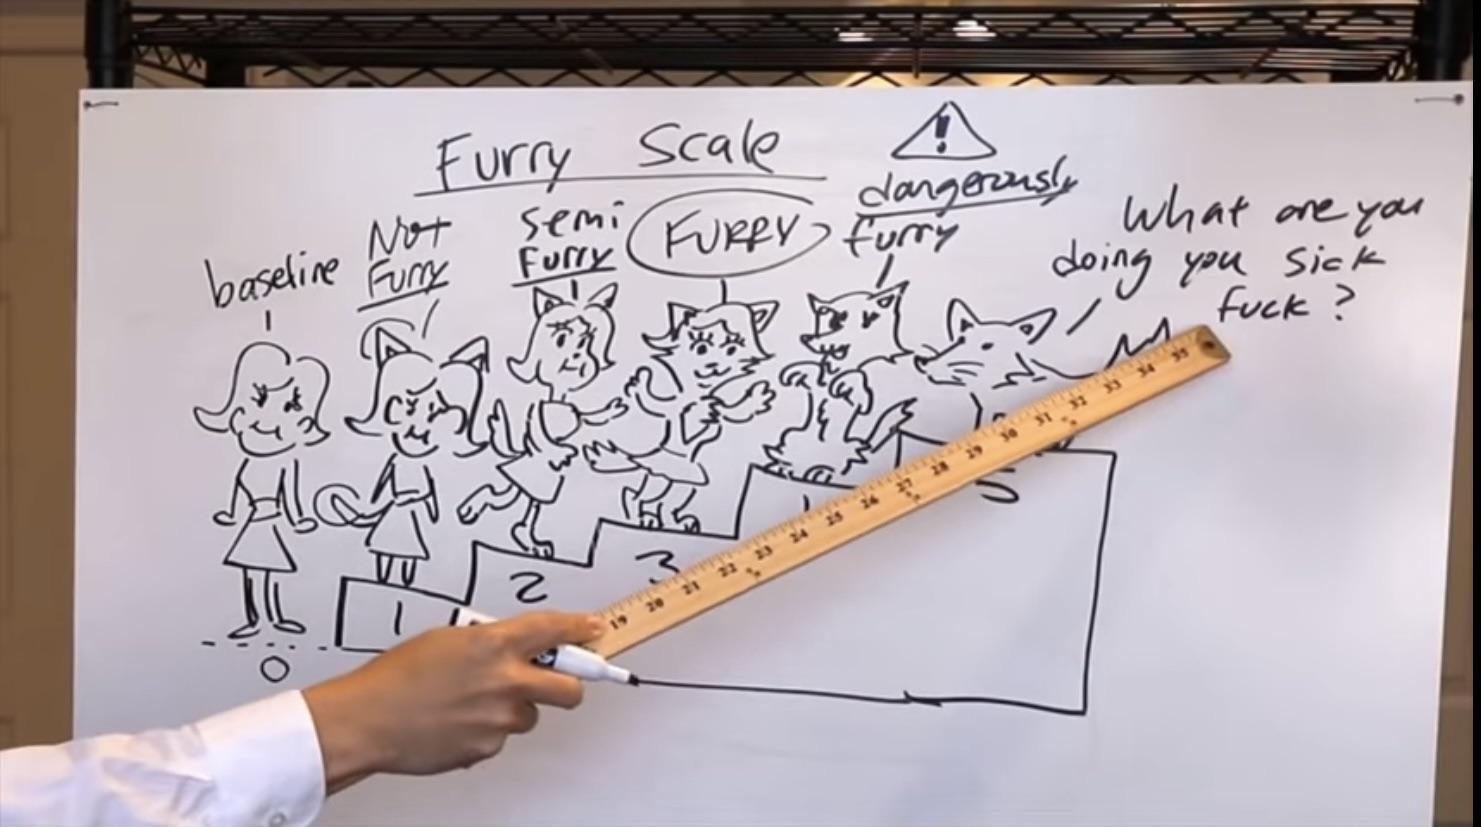 Furry Scale
baseline
Not
Furry
semi
Furry
FURRY
!
dangerously
furry
What are you
doing you sick
fuck?
0
1
2
3
19 20 21 22 23 24 25 26 27 28 29 30 31 32 33 34 35